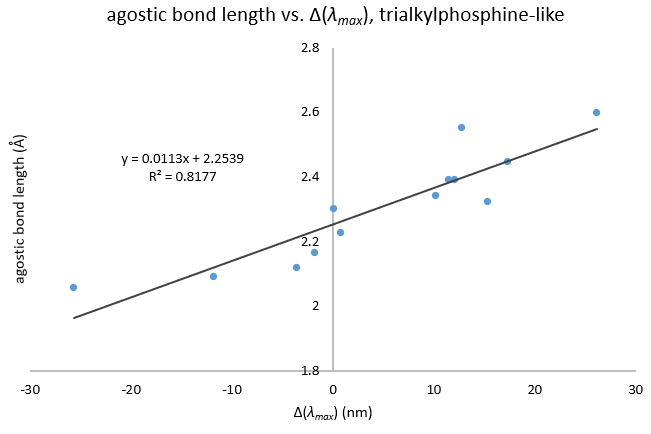 agostic bond length vs. Δ(λmax), trialkylphosphine-like
2.8
2.6
2.4
2.2
2
1.8
agostic bond length (Å)
y = 0.0113x + 2.2539
R² = 0.8177
-30 -20 -10 0 10 20 30
Δ(λmax) (nm)